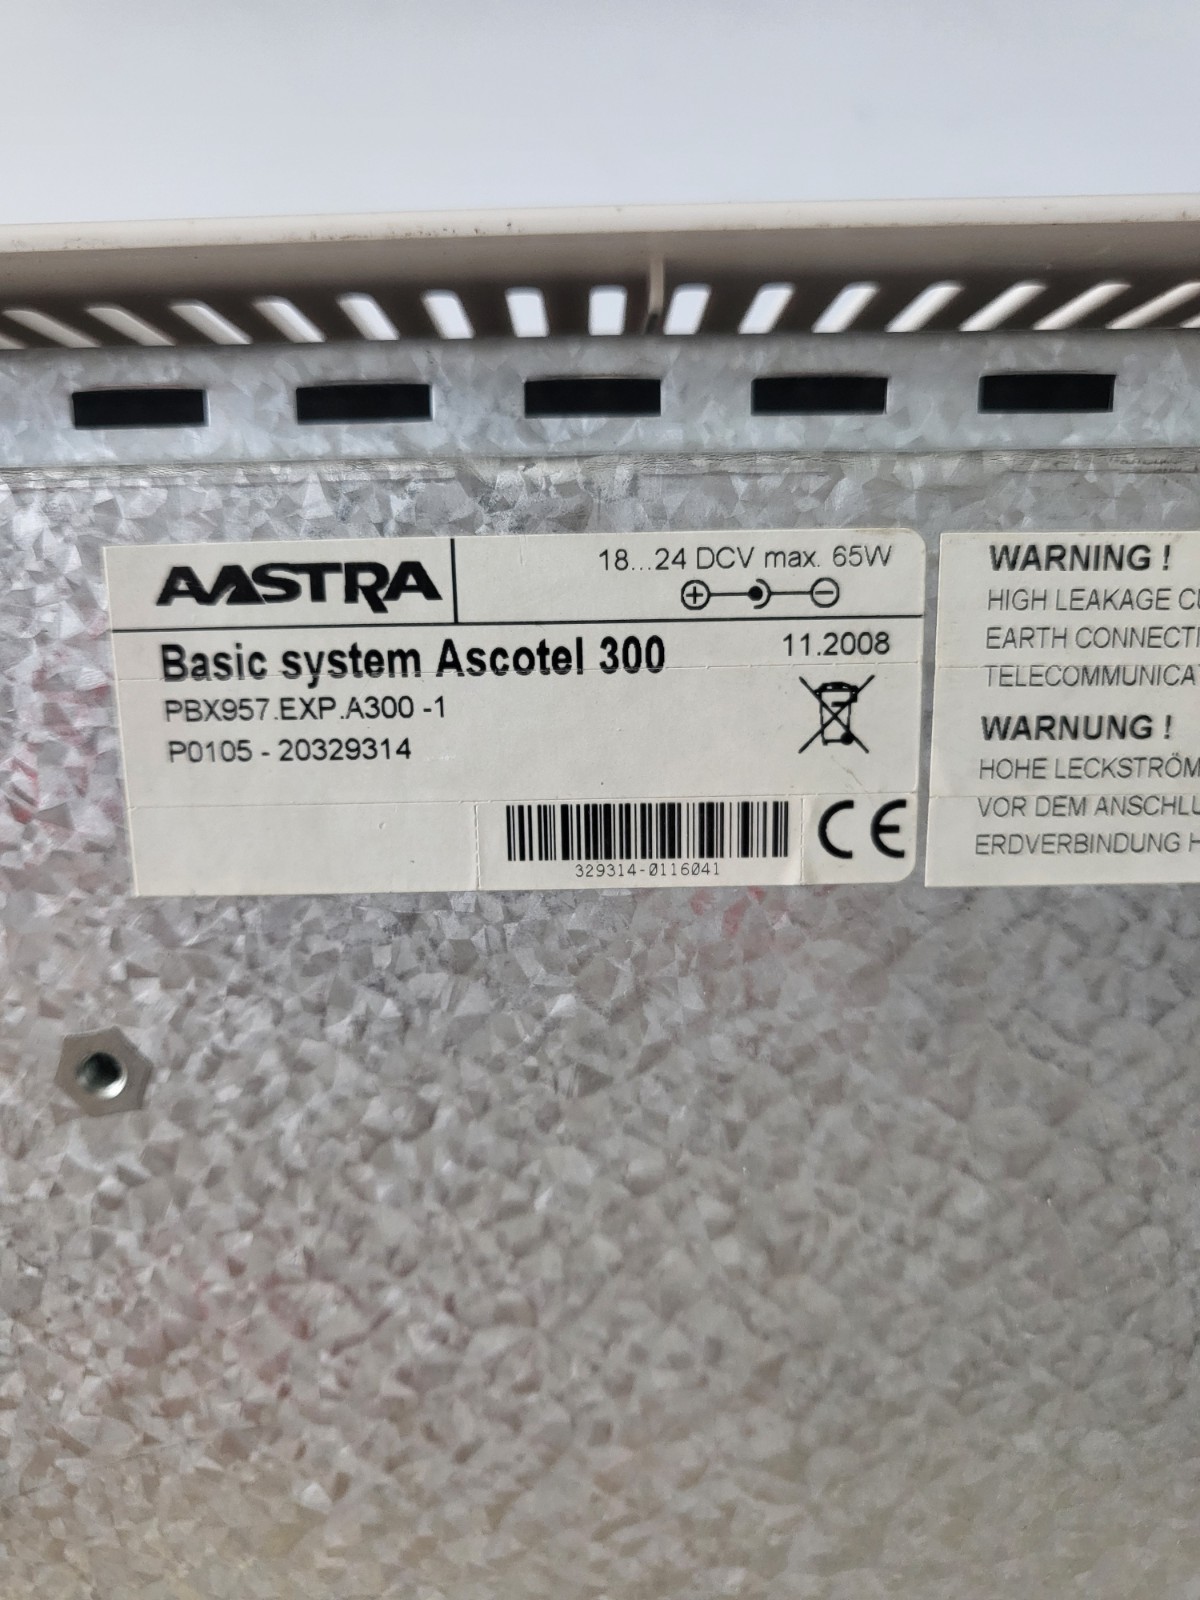 AASTRA
18...24 DCV max. 65W
Basic system Ascotel 300
11.2008
PBX957.EXP.A300 -1
P0105 - 20329314
329314-0116041
CE
WARNING !
HIGH LEAKAGE
EARTH
WARNUNG !
HOHE
VOR DEM
ERDVERBINDUNG